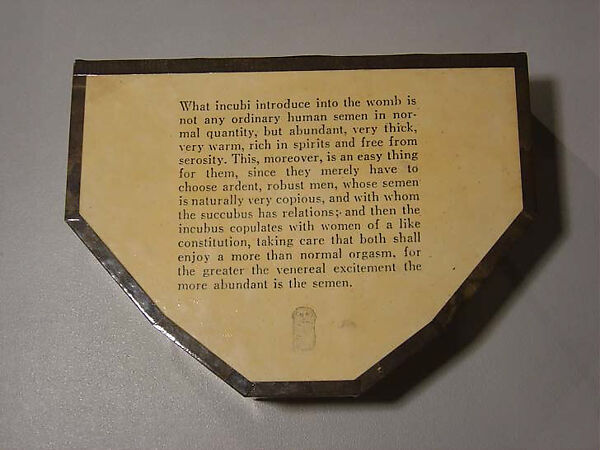 What incubi introduce into the womb is
not any ordinary human semen in nor-
mal quantity, but abundant, very thick,
very warm, rich in spirits and free from
serosity. This, moreover, is an easy thing
for them, since they merely have to
choose ardent, robust men, whose semen
is naturally very copious, and with whom
the succubus has relations; and then the
incubus copulates with women of a like
constitution, taking care that both shall
enjoy a more than normal orgasm, for
the greater the venereal excitement the
more abundant is the semen.